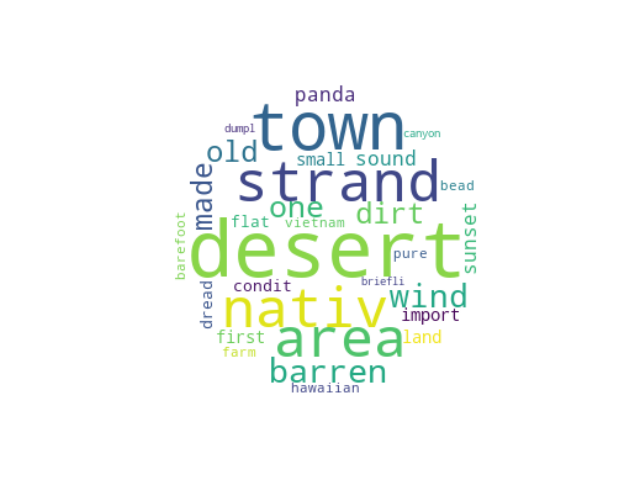 panda
dumpl town canyon
old small sound
made strand bead
one dirt
barefoot flat vietnam sunset
desert pure
dread condit briefli
nativ wind
import
first area land
farm
barren
hawaiian